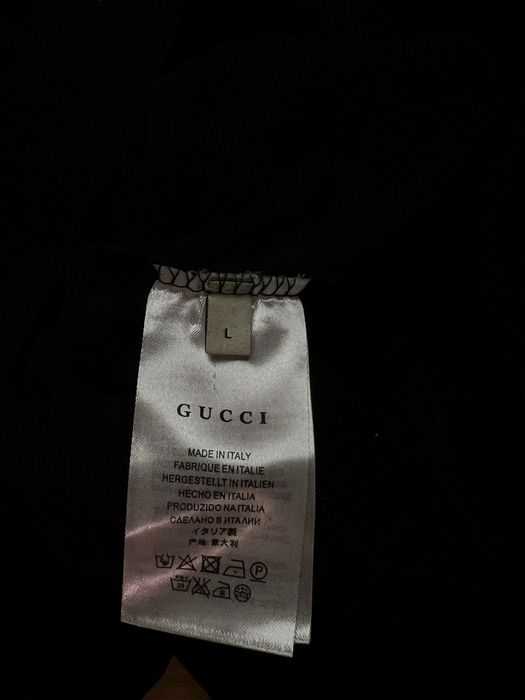 L
GUCCI
MADE IN ITALY
FABRIQUE EN ITALIE
HERGESTELLT IN ITALIEN
HECHO EN ITALIA
PRODUZIDO NA ITALIA
СДЕЛАНО В ИТАЛИИ
イタリア製
产地:意大利
P
30